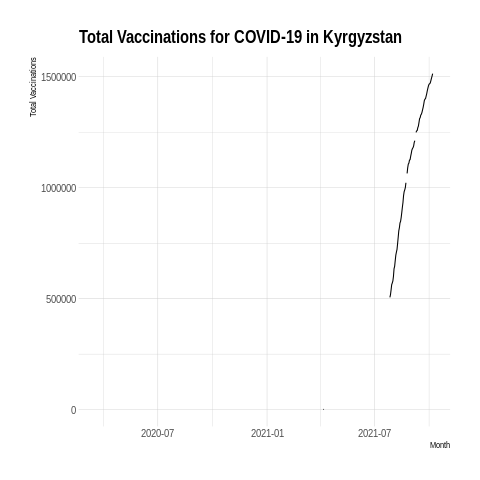 Total Vaccinations for COVID-19 in Kyrgyzstan
Total Vaccinations
1500000
1000000
500000
0
2020-07 2021-01 2021-07
Month